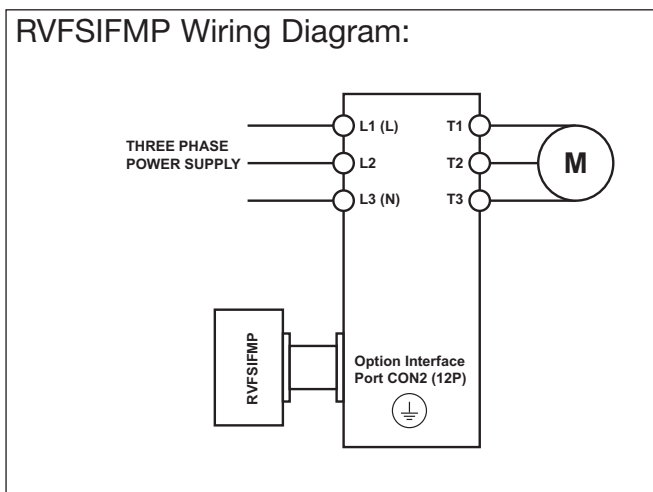 RVFSIFMP Wiring Diagram:
THREE PHASE
POWER SUPPLY
L1 (L)
T1
L2
T2
L3 (N)
T3
M
RVFSIFMP
Option Interface
Port CON2 (12P)